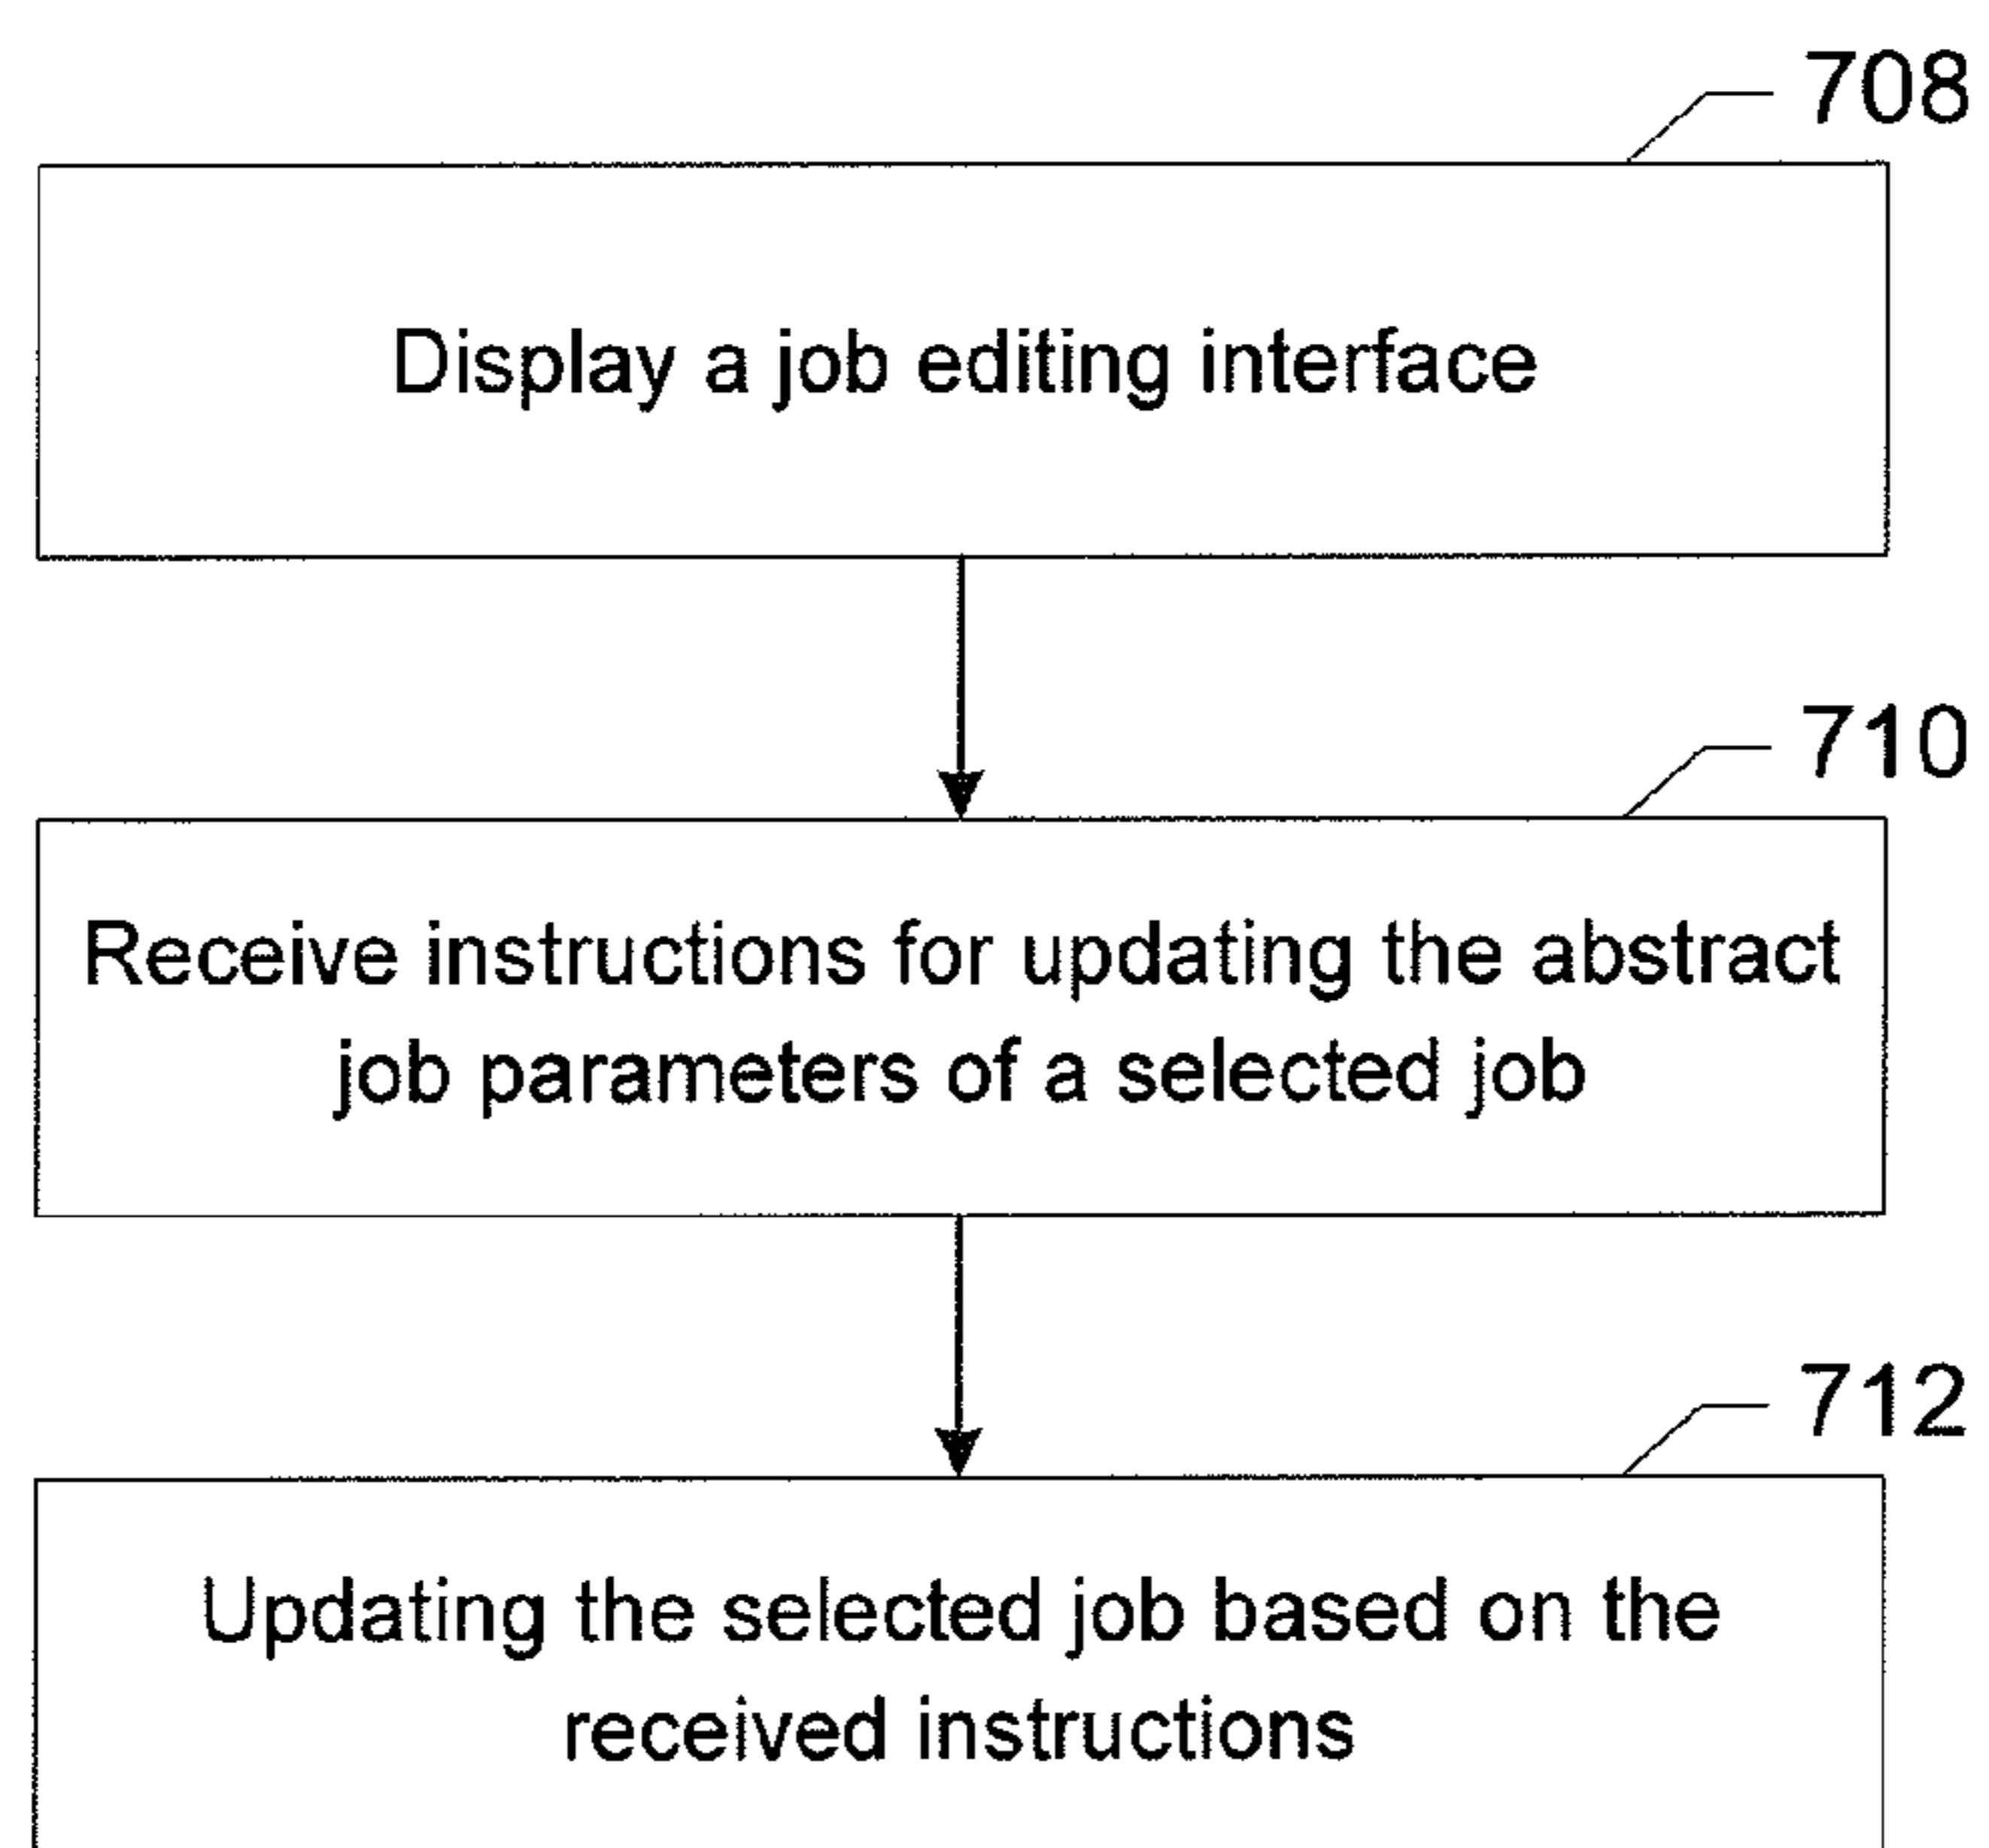 708
Display a job editing interface
710
Receive instructions for updating the abstract
job parameters of a selected job
712
Updating the selected job based on the
received instructions